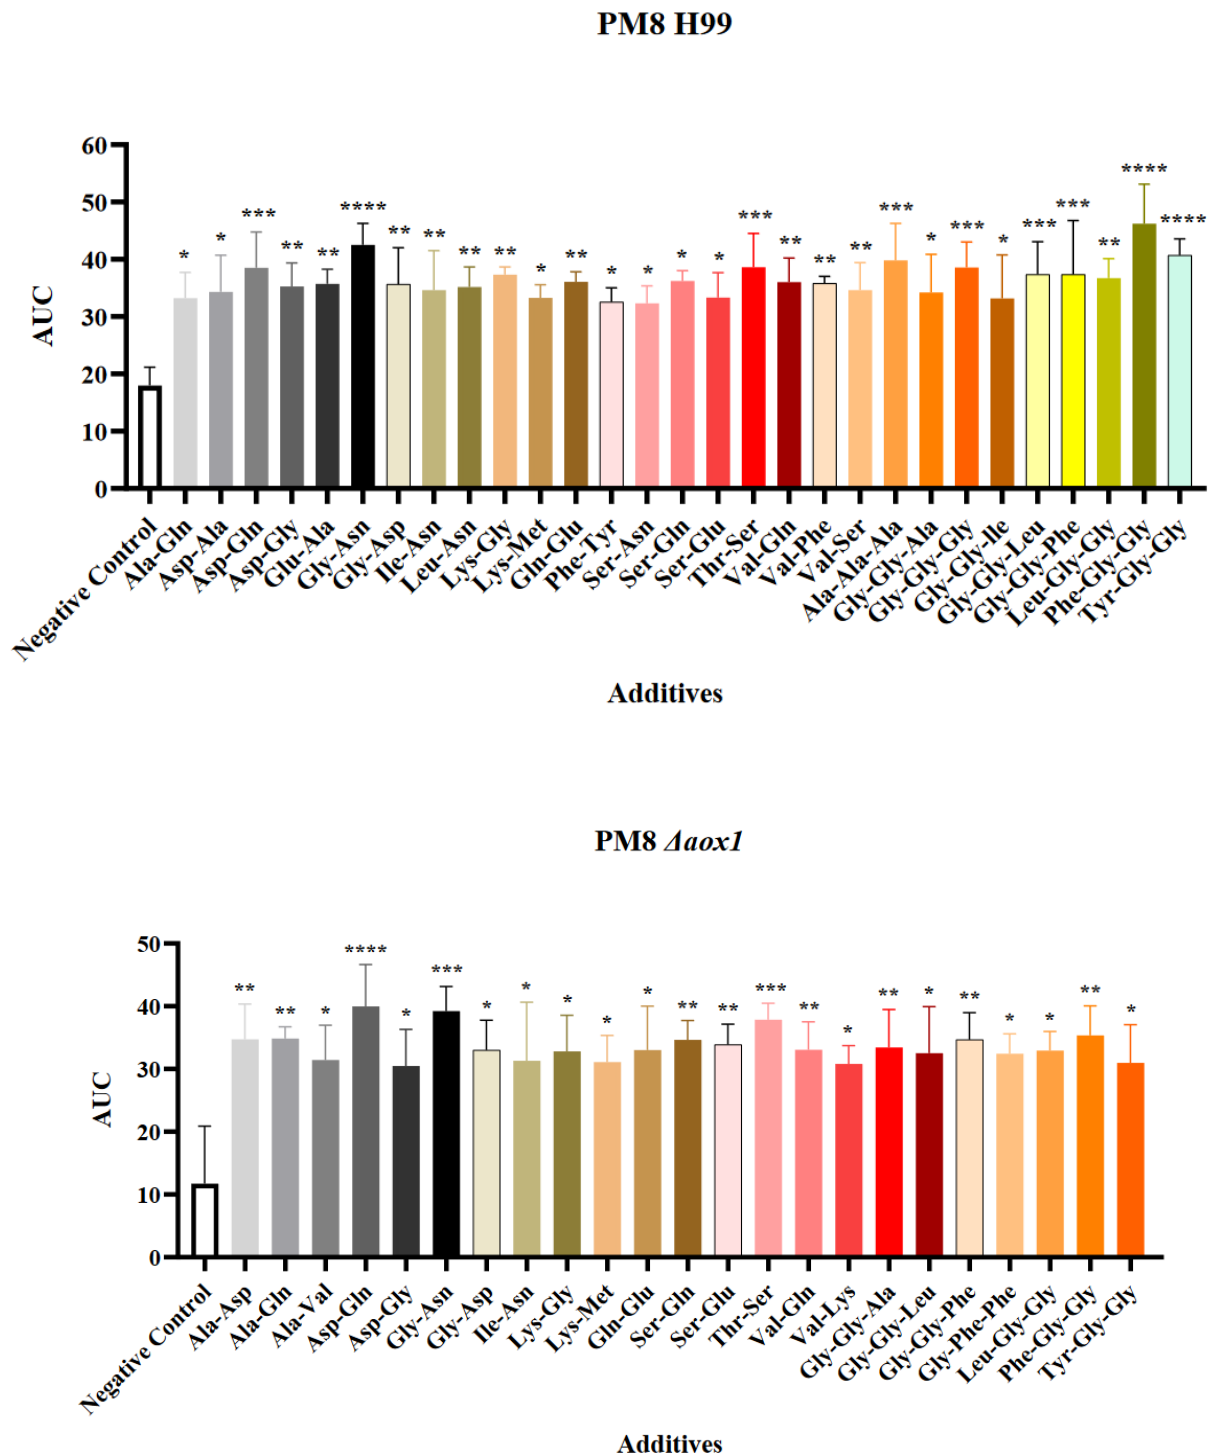 PM8 H99
60
50
40
30
20
10
0
AUC
* * *** ** ** **** ** ** ** ** * ** * * * * *** ** ** ** *** * *** * *** *** ** **** ****
Negative Control
Ala-Gln
Asp-Ala
Asp-Gln
Asp-Gly
Glu-Ala
Gly-Asn
Gly-Asp
Ile-Asn
Leu-Asn
Lys-Gly
Lys-Met
Gln-Glu
Phe-Tyr
Ser-Asn
Ser-Gln
Ser-Glu
Thr-Ser
Val-Gln
Val-Phe
Val-Ser
Ala-Ala-Ala
Gly-Gly-Ala
Gly-Gly-Gly
Gly-Gly-Ile
Gly-Gly-Leu
Gly-Gly-Phe
Leu-Gly-Gly
Phe-Gly-Gly
Tyr-Gly-Gly
Additives
PM8 Δaox1
50
40
30
20
10
0
AUC
** ** * **** * *** * * * * * ** ** *** ** * ** * ** * * ** *
Negative Control
Ala-Asp
Ala-Gln
Ala-Val
Asp-Gln
Asp-Gly
Gly-Asn
Gly-Asp
Ile-Asn
Lys-Gly
Lys-Met
Gln-Glu
Ser-Gln
Ser-Glu
Thr-Ser
Val-Gln
Val-Lys
Gly-Gly-Ala
Gly-Gly-Leu
Gly-Gly-Phe
Gly-Phe-Phe
Leu-Gly-Gly
Phe-Gly-Gly
Tyr-Gly-Gly
Additives